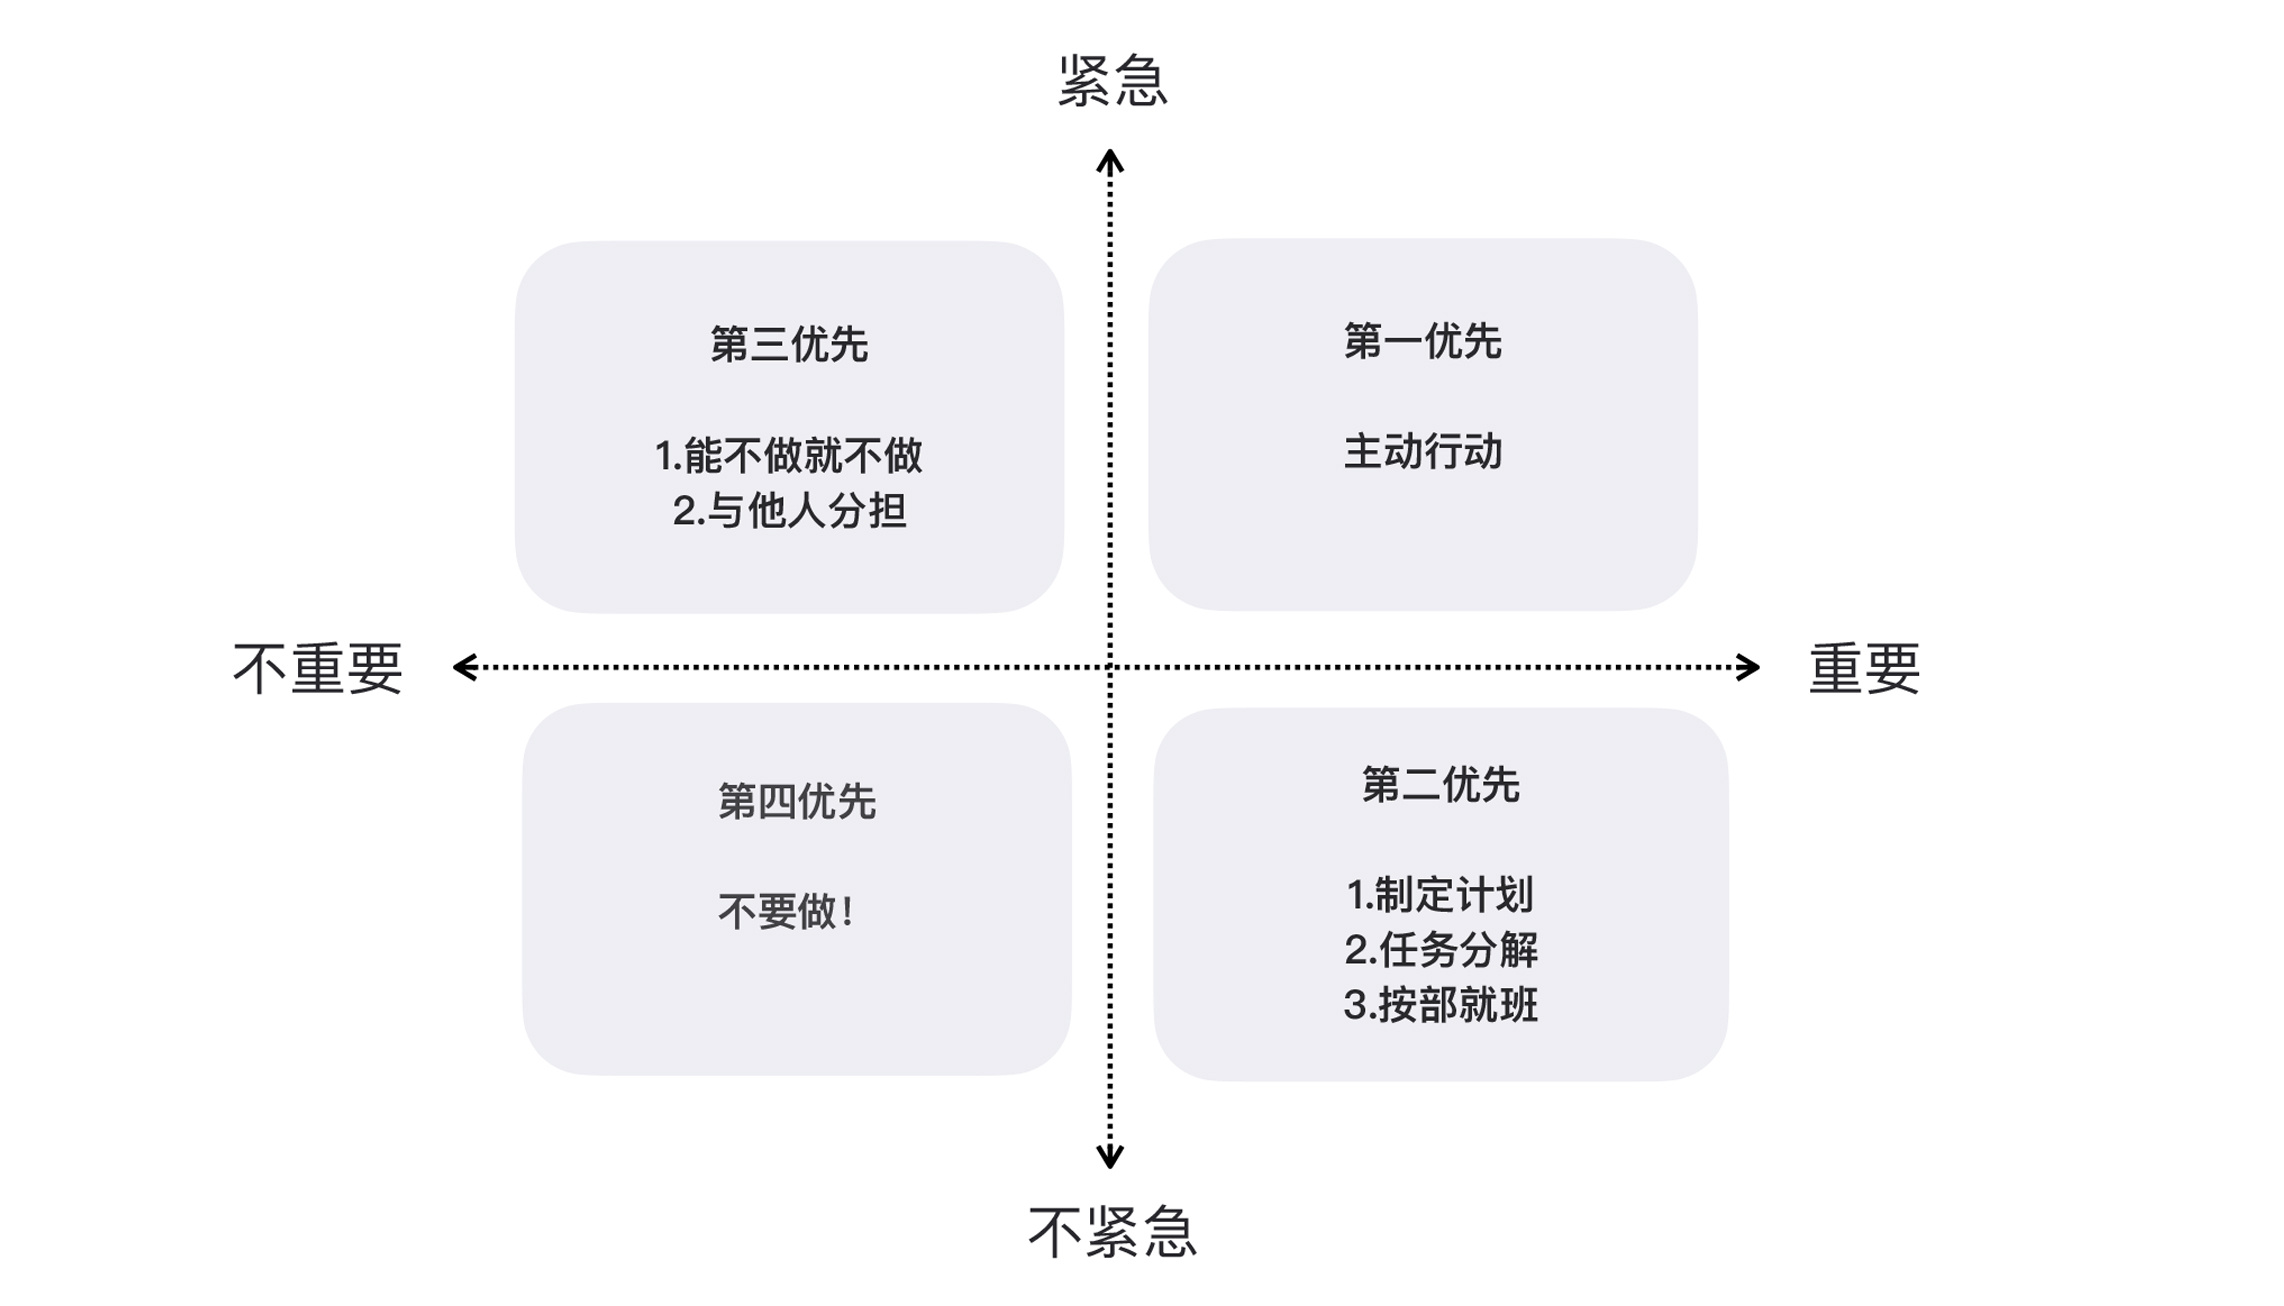 紧急
第三优先
1.能不做就不做
2.与他人分担
第一优先
主动行动
不重要
重要
第四优先
不要做！
第二优先
1.制定计划
2.任务分解
3.按部就班
不紧急